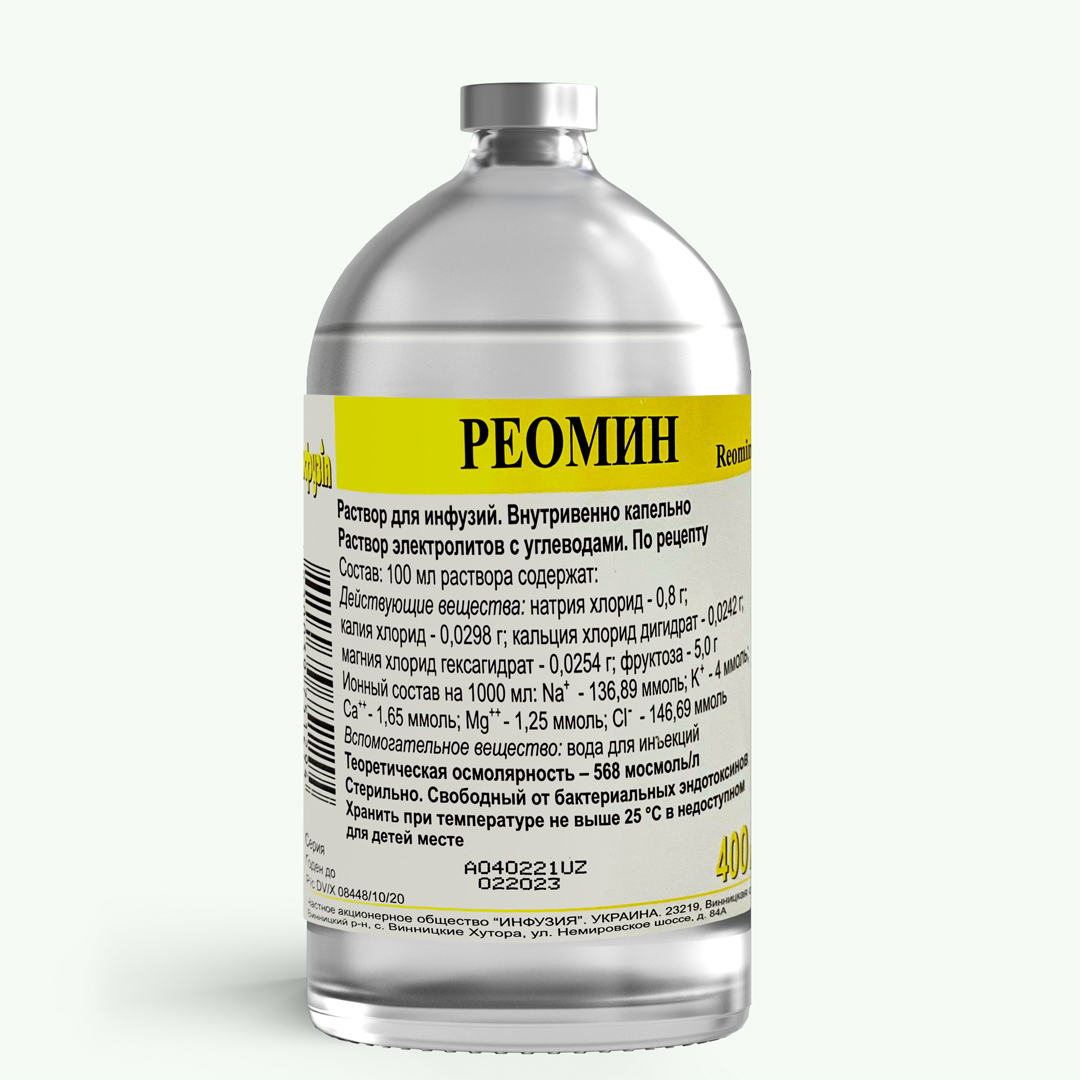 РЕОМИН
Reomin
Раствор для инфузий. Внутривенно капельно
Раствор электролитов с углеводами. По рецепту
Состав: 100 мл раствора содержат:
Действующие вещества: натрия хлорид - 0,8 г;
калия хлорид - 0,0298 г; кальция хлорид дигидрат - 0,0242 г;
магния хлорид гексагидрат - 0,0254 г; фруктоза - 5,0 г
Ионный состав на 1000 мл: Na⁺ - 136,89 ммоль; K⁺ - 4 ммоль;
Ca⁺⁺ - 1,65 ммоль; Mg⁺⁺ - 1,25 ммоль; Cl⁻ - 146,69 ммоль
Вспомогательное вещество: вода для инъекций
Теоретическая осмолярность – 568 мосмоль/л
Стерильно. Свободный от бактериальных эндотоксинов
Хранить при температуре не выше 25 °C в недоступном
для детей месте
400
Серия
Годен до
Р/с DV/X 08448/10/20
A040221UZ
022023
Частное акционерное общество "ИНФУЗИЯ". УКРАИНА. 23219, Винницкая
Винницкий р-н, с. Винницкие Хутора, ул. Немировское шоссе, д. 84А